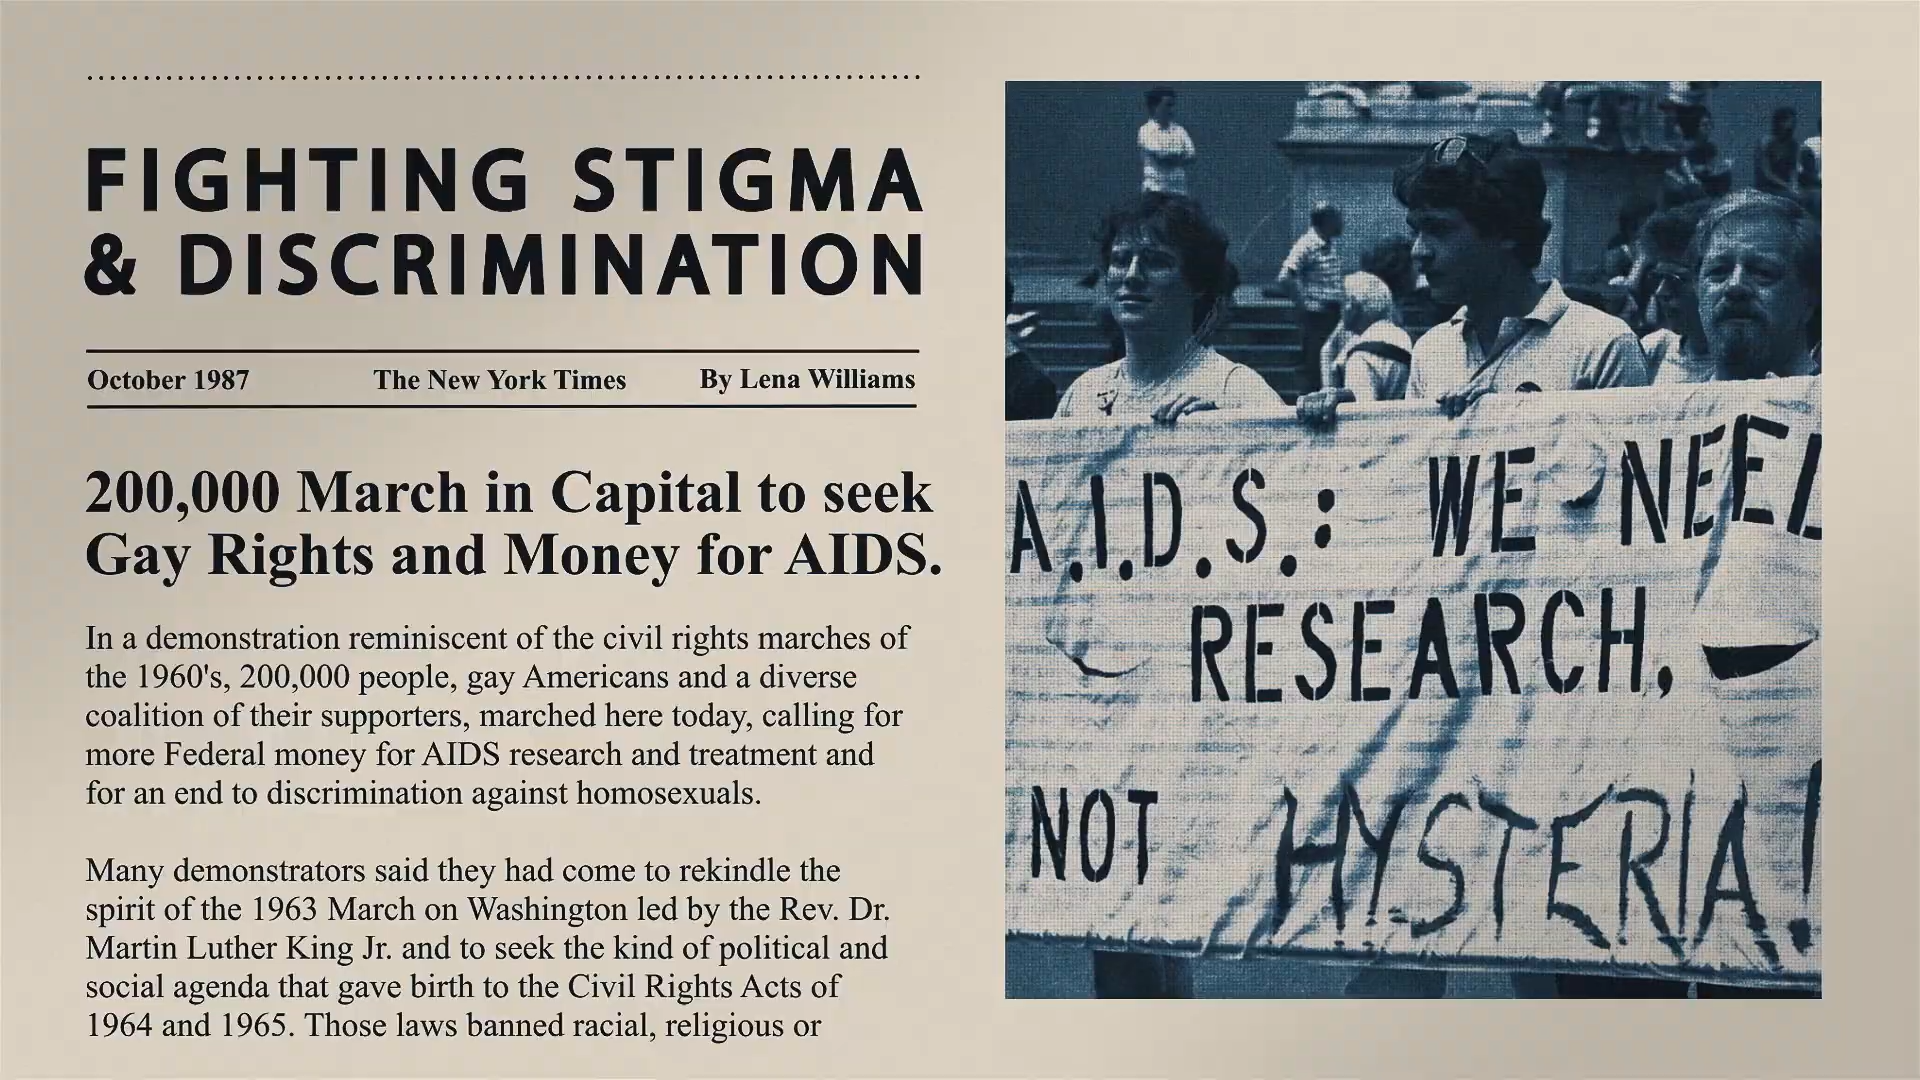 FIGHTING STIGMA
& DISCRIMINATION
October 1987 The New York Times By Lena Williams
200,000 March in Capital to seek
Gay Rights and Money for AIDS.
In a demonstration reminiscent of the civil rights marches of
the 1960's, 200,000 people, gay Americans and a diverse
coalition of their supporters, marched here today, calling for
more Federal money for AIDS research and treatment and
for an end to discrimination against homosexuals.
Many demonstrators said they had come to rekindle the
spirit of the 1963 March on Washington led by the Rev. Dr.
Martin Luther King Jr. and to seek the kind of political and
social agenda that gave birth to the Civil Rights Acts of
1964 and 1965. Those laws banned racial, religious or
A.I.D.S.: WE NEED
RESEARCH,
NOT HYSTERIA!